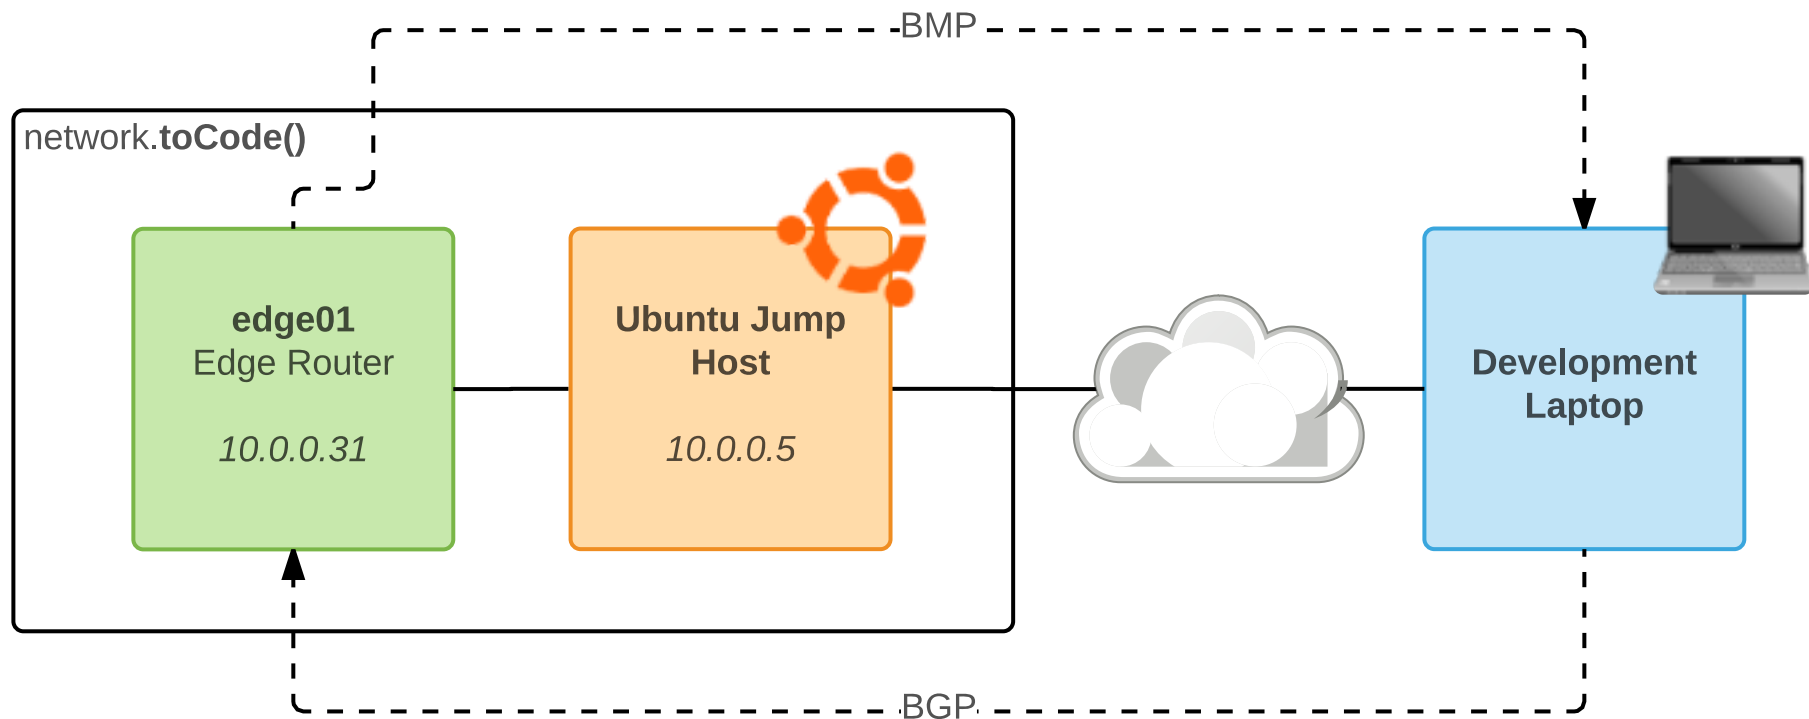 BMP
network.toCode()
edge01
Edge Router
10.0.0.31
Ubuntu Jump
Host
10.0.0.5
Development
Laptop
BGP